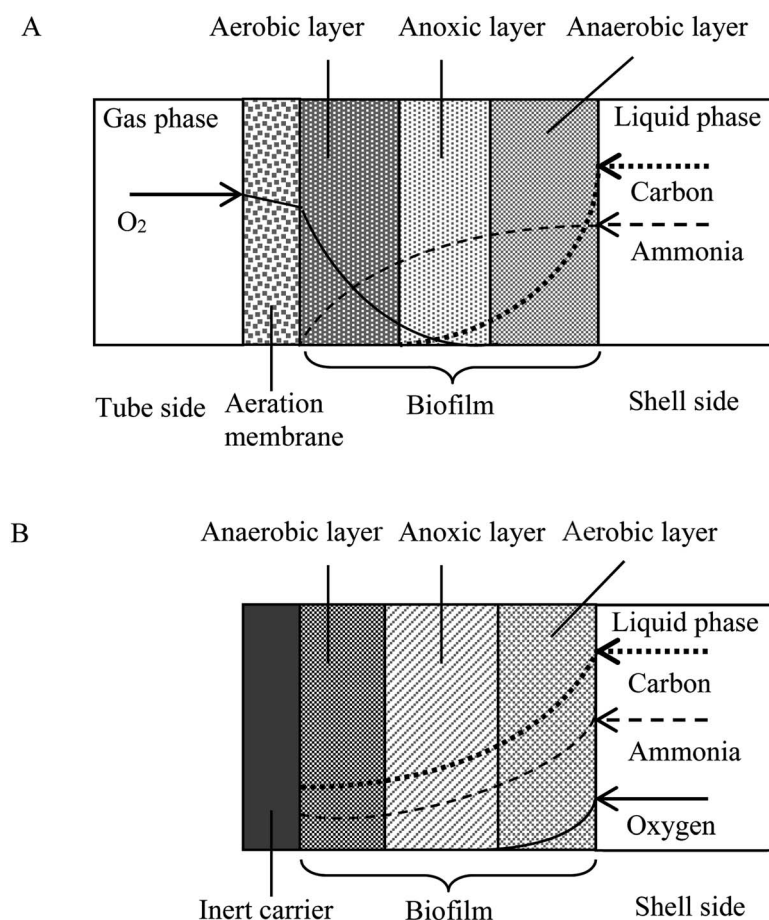 A
Aerobic layer Anoxic layer Anaerobic layer
Gas phase Liquid phase
O₂ Carbon
Ammonia
Tube side Aeration membrane Biofilm Shell side
B
Anaerobic layer Anoxic layer Aerobic layer
Liquid phase
Carbon
Ammonia
Oxygen
Inert carrier Biofilm Shell side